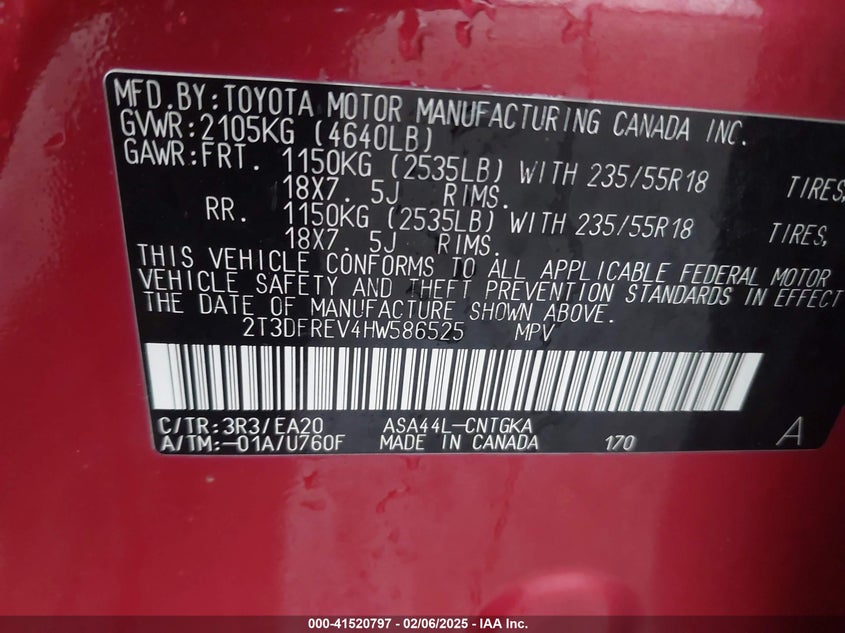 MFD.BY:TOYOTA MOTOR MANUFACTURING CANADA INC.
GVWR:2105KG (4640LB)
GAWR:FRT. 1150KG (2535LB) WITH 235/55R18 TIRES,
18X7. 5J RIMS.
RR. 1150KG (2535LB) WITH 235/55R18 TIRES,
18X7. 5J RIMS.
THIS VEHICLE CONFORMS TO ALL APPLICABLE FEDERAL MOTOR
VEHICLE SAFETY AND THEFT PREVENTION STANDARDS IN EFFECT
THE DATE OF MANUFACTURE SHOWN ABOVE.
2T3DFREV4HW586525 MPV
C/TR:3R3/EA20 ASA44L-CNTGKA
A/TM:-01A/U760F MADE IN CANADA 170 A
000-41520797 - 02/06/2025 - IAA Inc.